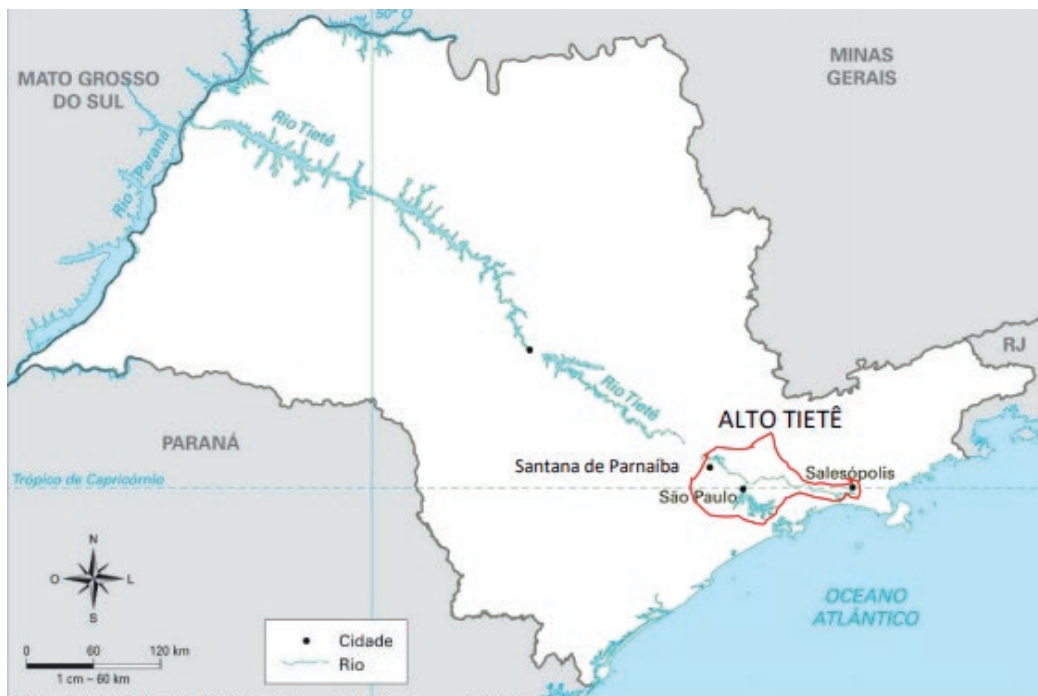 50° O
MATO GROSSO
DO SUL
MINAS
GERAIS
Rio Tietê
Rio Paraná
RJ
Rio Tietê
ALTO TIETÊ
PARANÁ
Santana de Parnaíba
Salesópolis
Trópico de Capricórnio
São Paulo
N
O
L
S
OCEANO
ATLÂNTICO
0 60 120 km
1 cm – 60 km
Cidade
Rio